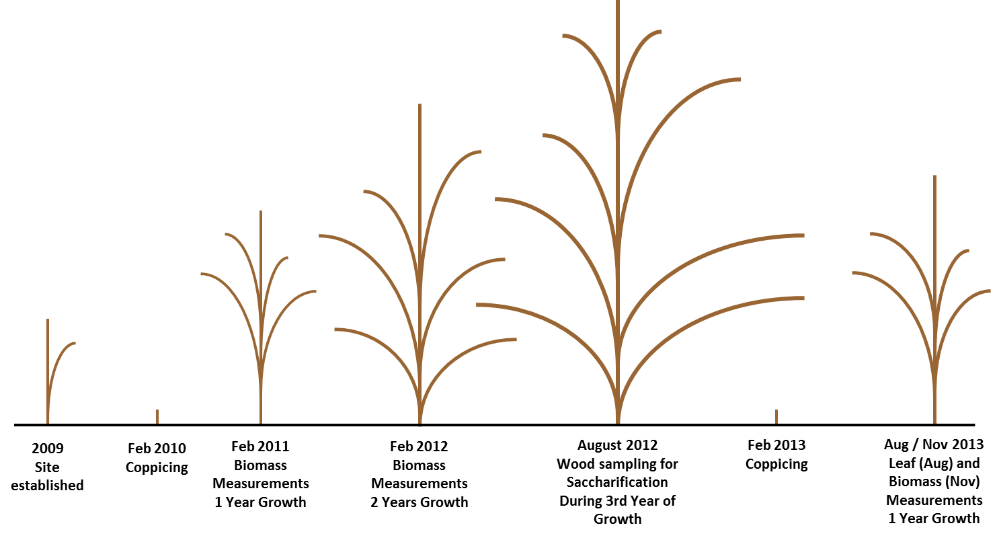 2009
Site
established
Feb 2010
Coppicing
Feb 2011
Biomass
Measurements
1 Year Growth
Feb 2012
Biomass
Measurements
2 Years Growth
August 2012
Wood sampling for
Saccharification
During 3rd Year of
Growth
Feb 2013
Coppicing
Aug / Nov 2013
Leaf (Aug) and
Biomass (Nov)
Measurements
1 Year Growth